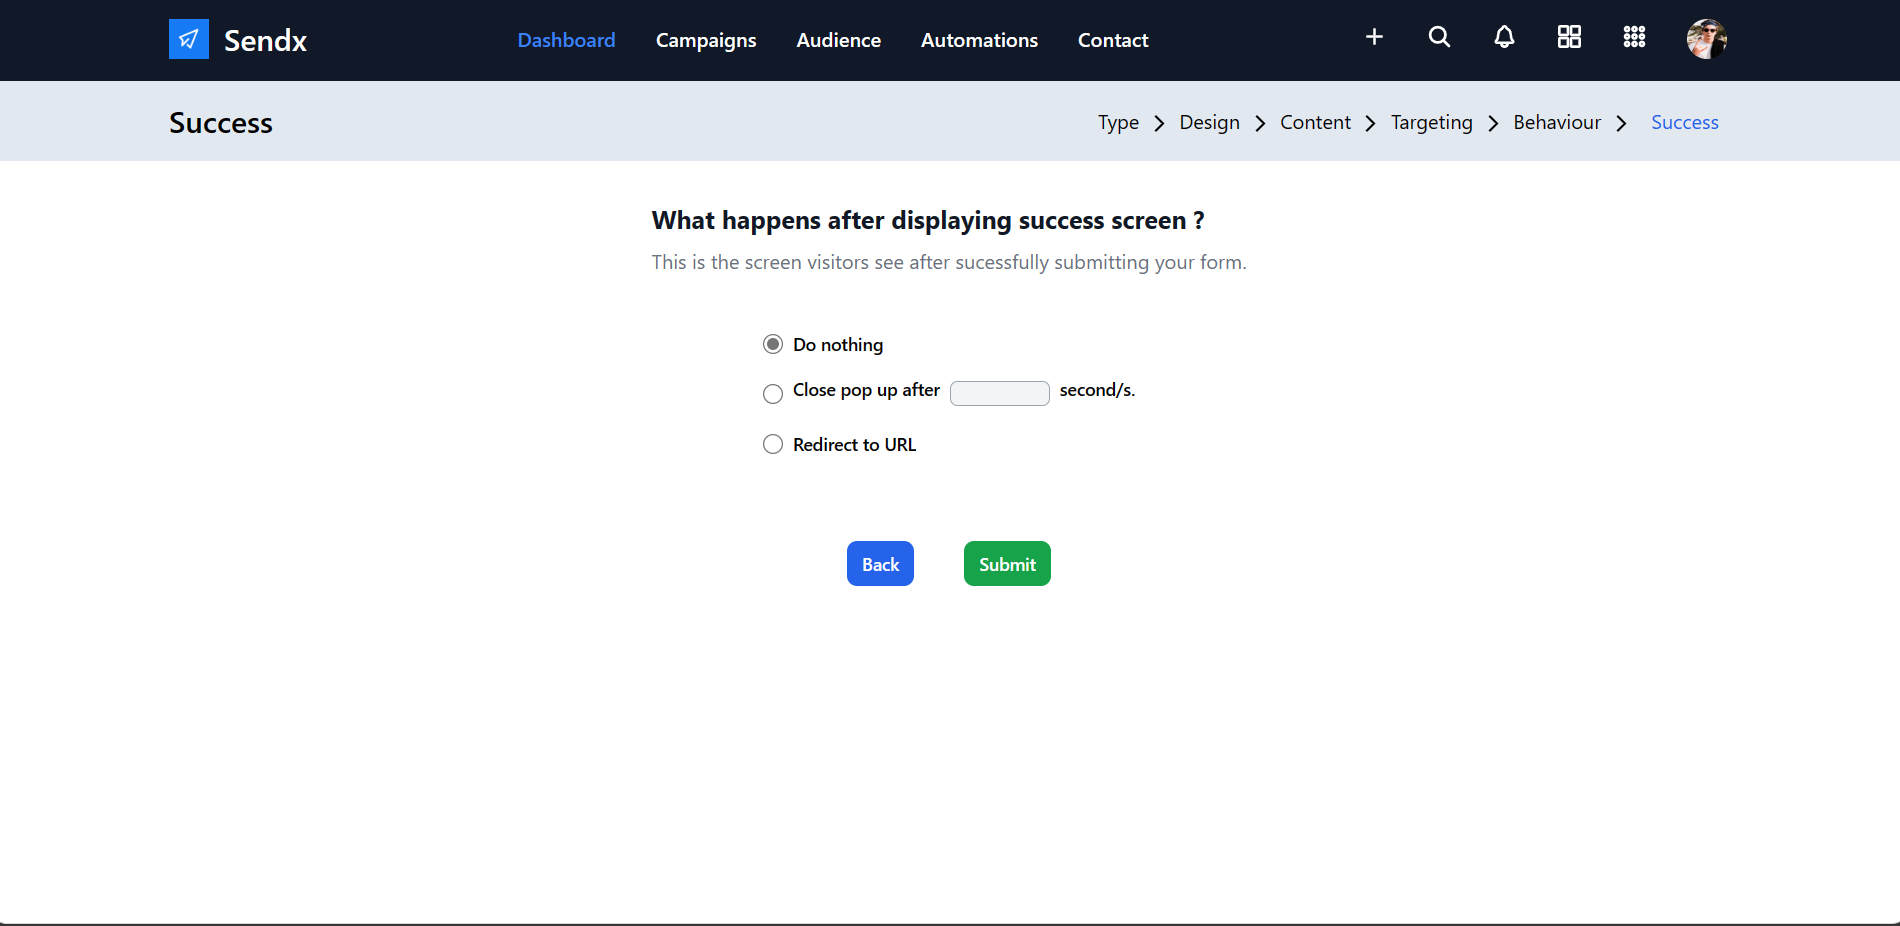 Sendx Dashboard Campaigns Audience Automations Contact
Success Type Design Content Targeting Behaviour Success
What happens after displaying success screen ?
This is the screen visitors see after sucessfully submitting your form.
Do nothing
Close pop up after second/s.
Redirect to URL
Back Submit